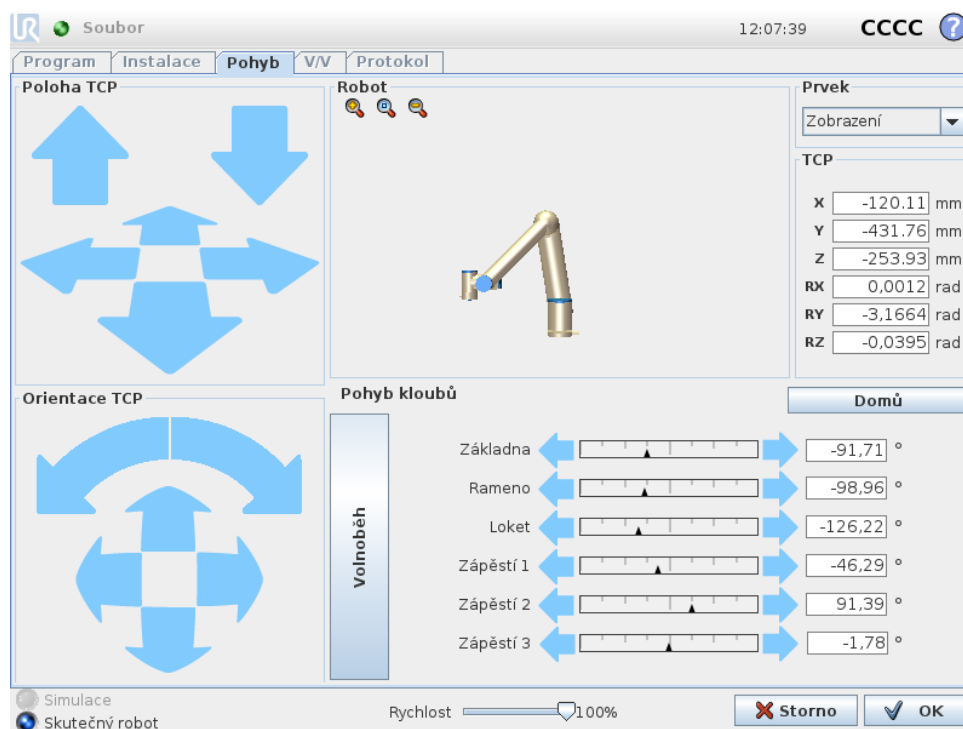 UR Soubor 12:07:39 CCCC ?
Program Instalace Pohyb V/V Protokol
Poloha TCP
Robot
Prvek
Zobrazení
TCP
X -120.11 mm
Y -431.76 mm
Z -253.93 mm
RX 0,0012 rad
RY -3,1664 rad
RZ -0,0395 rad
Orientace TCP
Pohyb kloubů
Domů
Volnoběh
Základna -91,71 °
Rameno -98,96 °
Loket -126,22 °
Zápěstí 1 -46,29 °
Zápěstí 2 91,39 °
Zápěstí 3 -1,78 °
Simulace
Skutečný robot
Rychlost 100%
Storno
OK